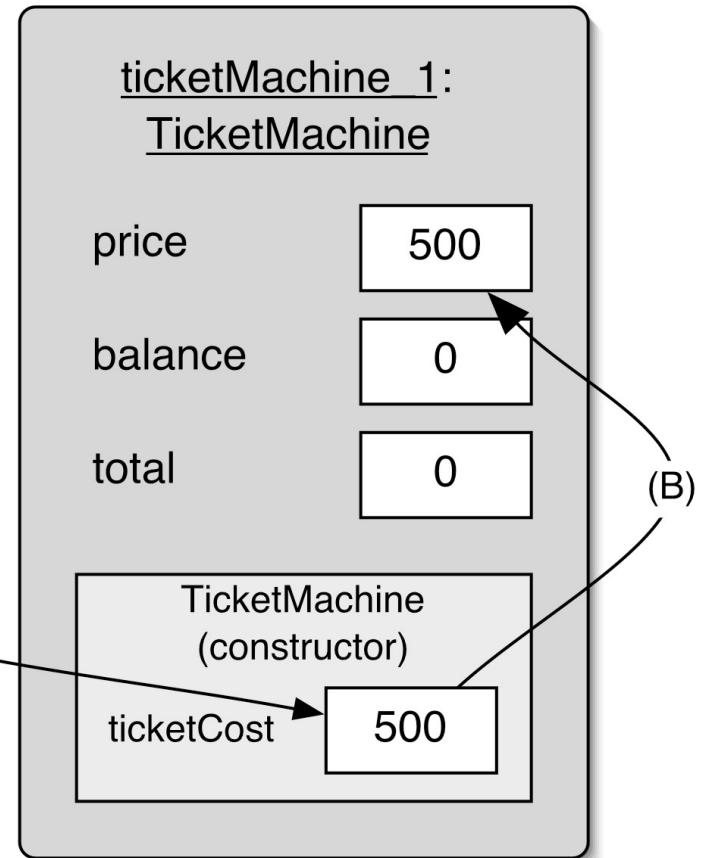 ticketMachine_1:
TicketMachine
price
500
balance
0
total
0
(B)
TicketMachine
(constructor)
ticketCost
500